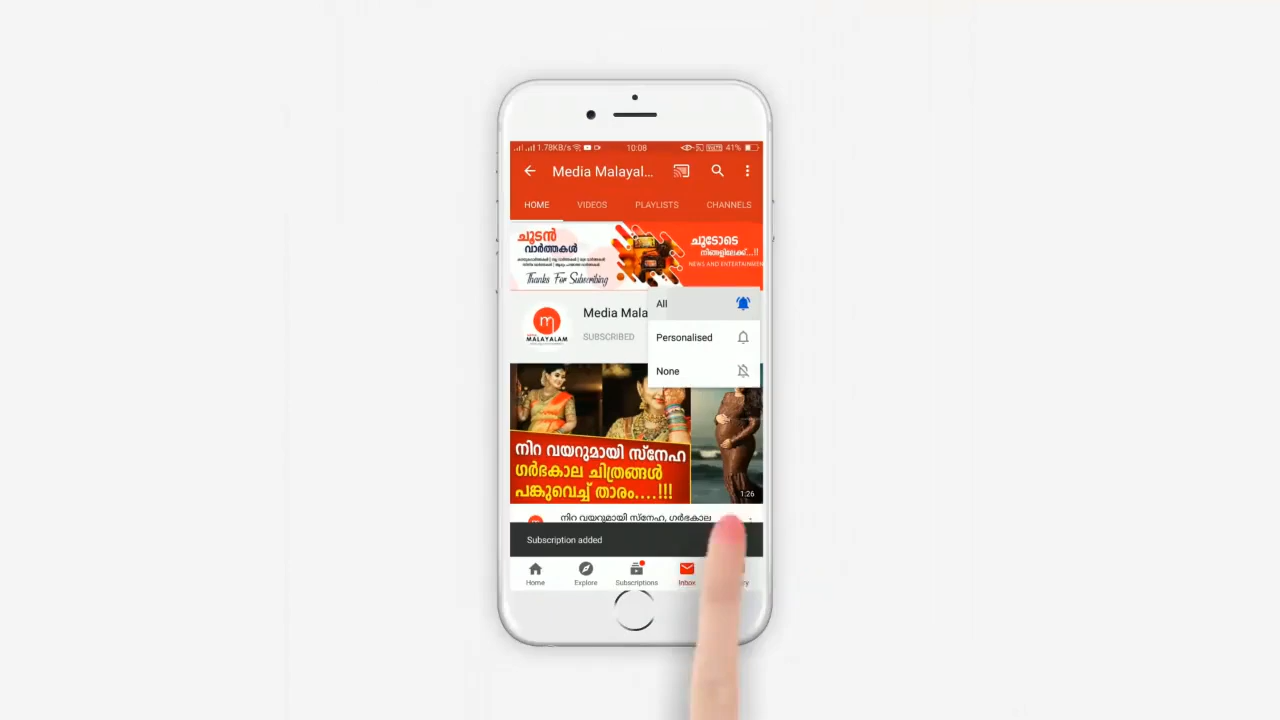 1.78KB/s 10:08 41%
Media Malayal...
HOME VIDEOS PLAYLISTS CHANNELS
ചൂടൻ
വാർത്തകൾ
Thanks For Subscribing
ചൂടോടെ
നിങ്ങളിലേക്ക്...!!
NEWS AND ENTERTAINMEN
MALAYALAM
Media Mala
SUBSCRIBED
All
Personalised
None
നിറ വയറുമായി സ്നേഹ
ഗർഭകാല ചിത്രങ്ങൾ
പങ്കുവെച്ച് താരം....!!!
1:26
നിറ വയറുമായി സ്നേഹ, ഗർഭകാല
Subscription added
Home Explore Subscriptions Inbox